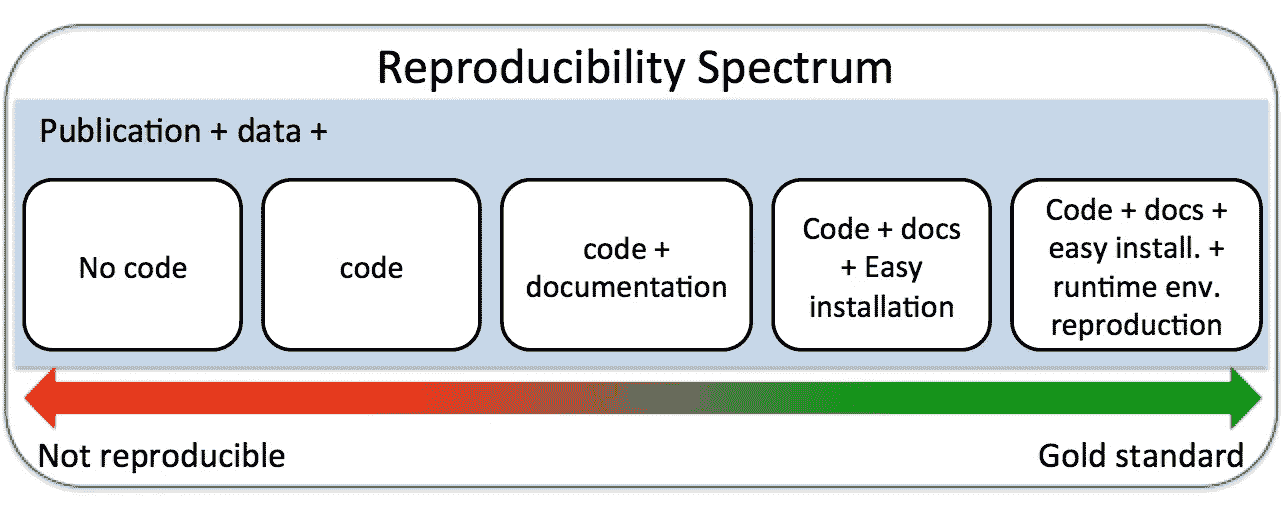 Reproducibility Spectrum
Publication + data +
No code
code
code +
documentation
Code + docs
+ Easy
installation
Code + docs +
easy install. +
runtime env.
reproduction
Not reproducible
Gold standard